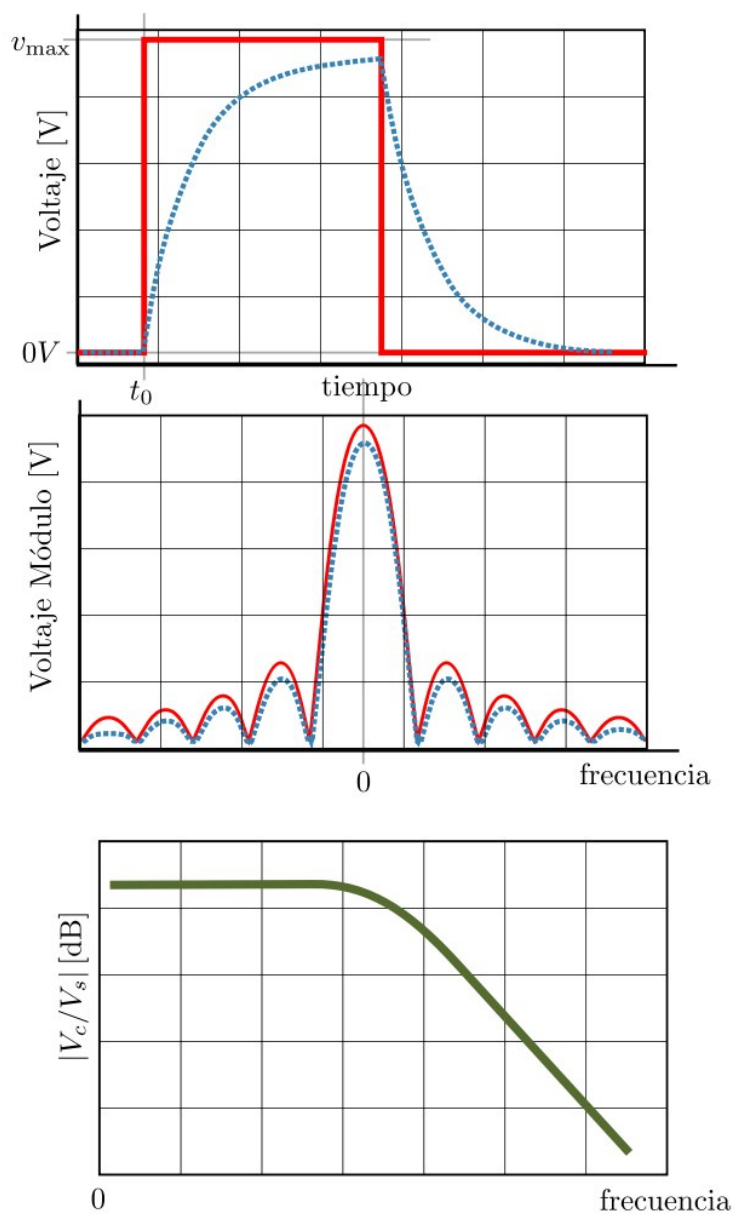 v_max
Voltaje [V]
0V
t_0
tiempo
Voltaje Módulo [V]
0
frecuencia
|V_c/V_s| [dB]
0
frecuencia